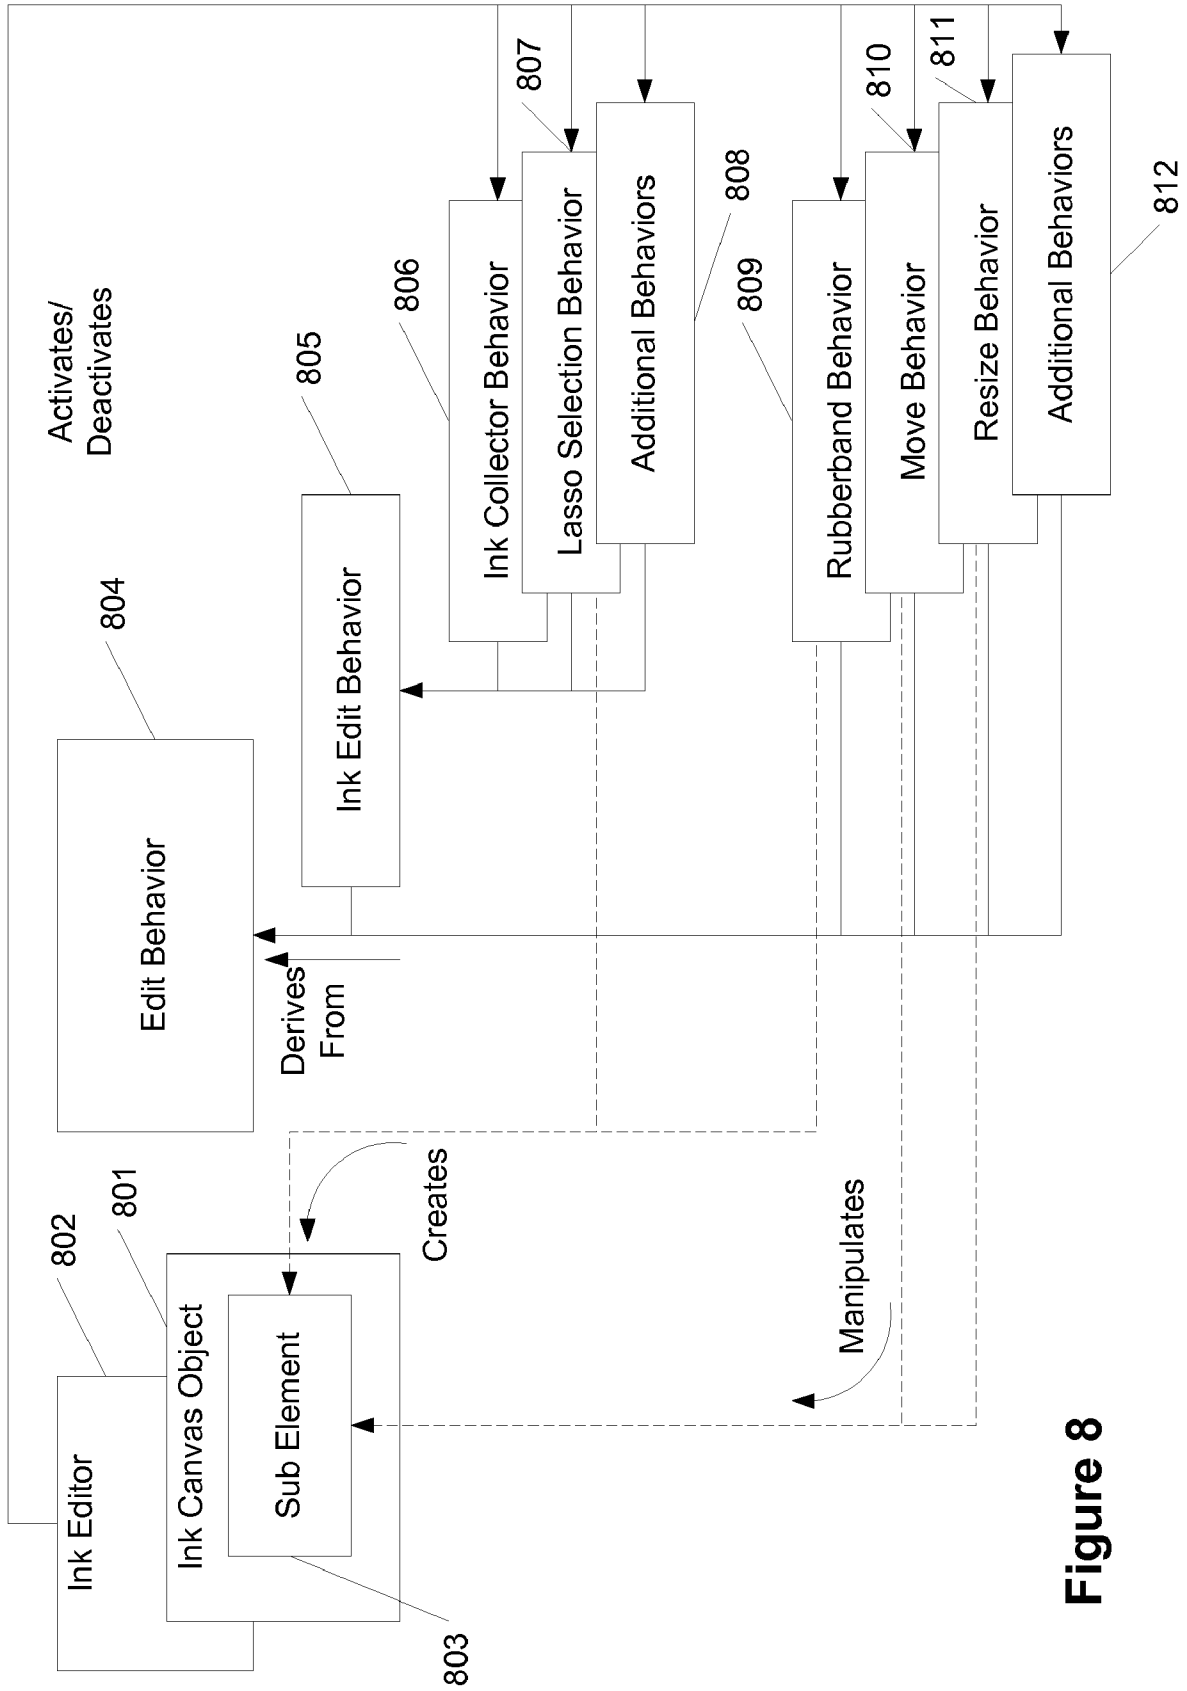 Ink Editor
802
Ink Canvas Object
801
Sub Element
803
Edit Behavior
804
Activates/
Deactivates
Derives
From
Ink Edit Behavior
805
Creates
Ink Collector Behavior
806
Lasso Selection Behavior
807
Additional Behaviors
808
Manipulates
Rubberband Behavior
809
Move Behavior
810
Resize Behavior
811
Additional Behaviors
812
Figure 8